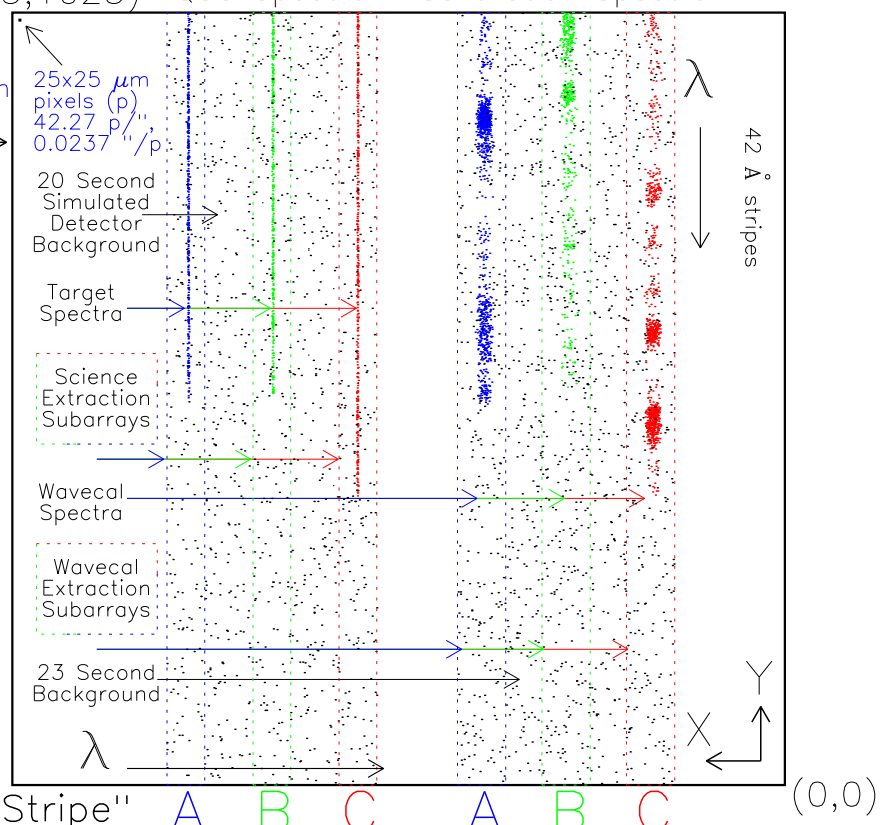 25x25 μm
pixels (p)
42.27 p/",
0.0237 "/p
20 Second
Simulated
Detector
Background
Target
Spectra
Science
Extraction
Subarrays
Wavecal
Spectra
Wavecal
Extraction
Subarrays
23 Second
Background
λ
λ
42 Å stripes
Y
X
(0,0)
Stripe"
A B C A B C